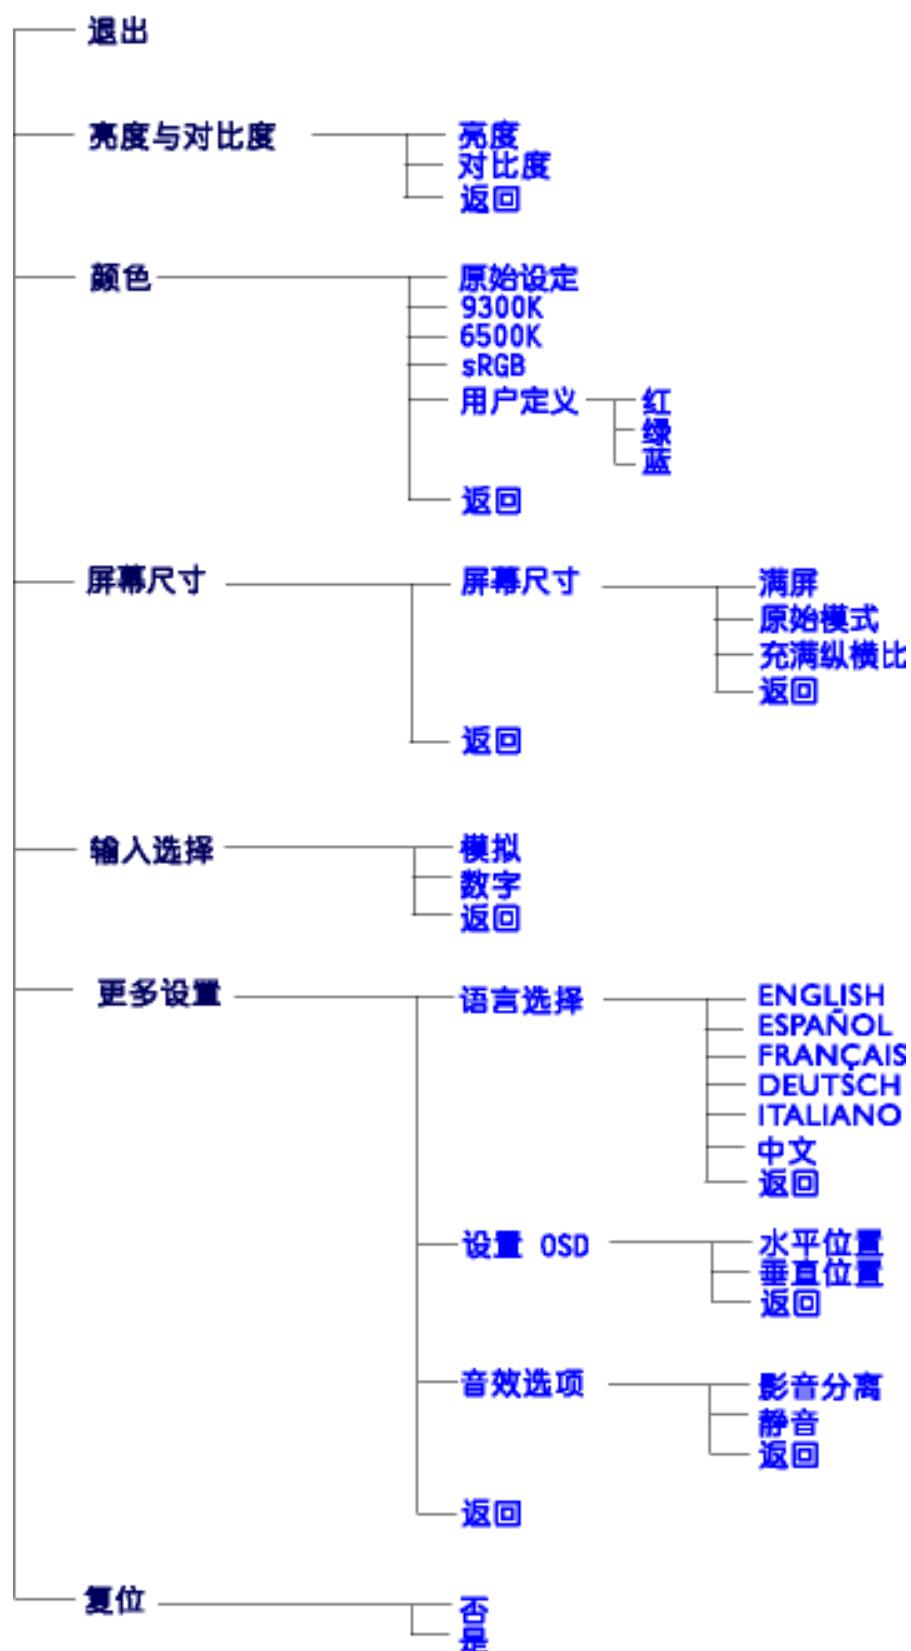 退出
亮度与对比度 亮度
对比度
返回
颜色 原始设定
9300K
6500K
sRGB
用户定义 红
绿
蓝
返回
屏幕尺寸 屏幕尺寸 满屏
原始模式
充满纵横比
返回
返回
输入选择 模拟
数字
返回
更多设置 语言选择 ENGLISH
ESPAÑOL
FRANÇAIS
DEUTSCH
ITALIANO
中文
返回
设置 OSD 水平位置
垂直位置
返回
音效选项 影音分离
静音
返回
返回
复位 否
是